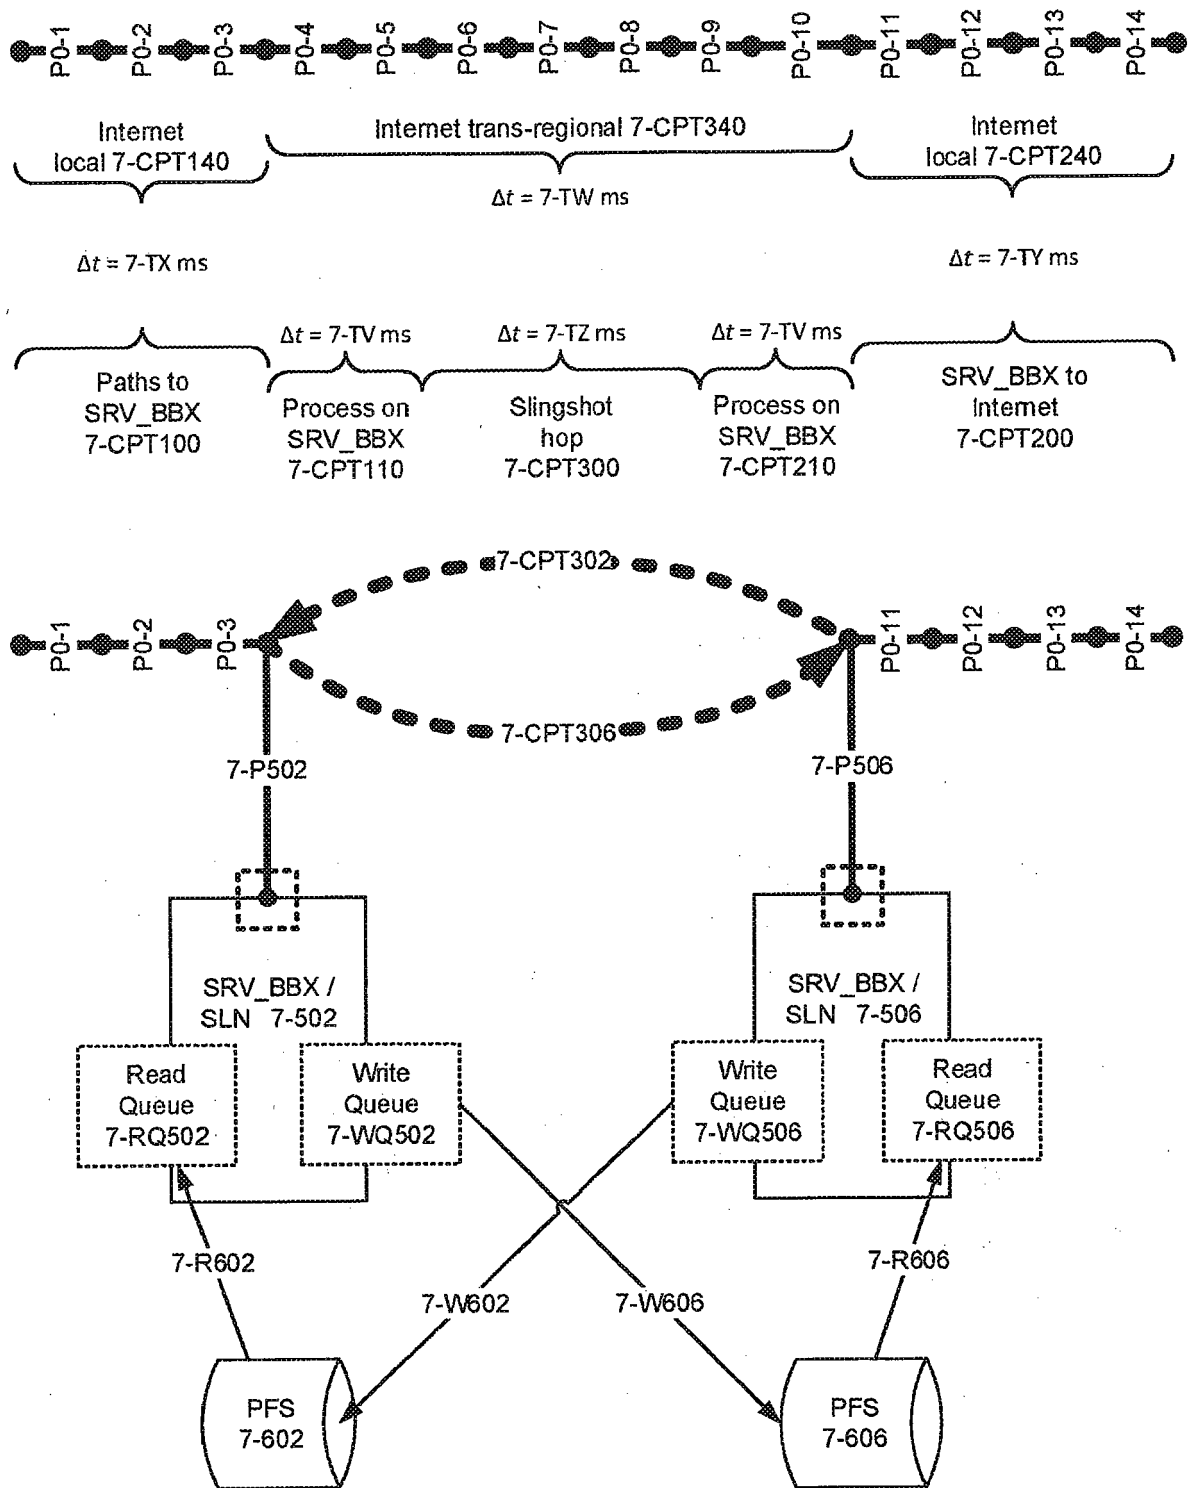 P0-1 P0-2 P0-3 P0-4 P0-5 P0-6 P0-7 P0-8 P0-9 P0-10 P0-11 P0-12 P0-13 P0-14
Internet
local 7-CPT140
Internet trans-regional 7-CPT340
Internet
local 7-CPT240
Δt = 7-TW ms
Δt = 7-TX ms
Δt = 7-TY ms
Δt = 7-TV ms
Δt = 7-TZ ms
Δt = 7-TV ms
Paths to
SRV_BBX
7-CPT100
Process on
SRV_BBX
7-CPT110
Slingshot
hop
7-CPT300
Process on
SRV_BBX
7-CPT210
SRV_BBX to
Internet
7-CPT200
7-CPT302
P0-1 P0-2 P0-3
P0-11 P0-12 P0-13 P0-14
7-CPT306
7-P502
7-P506
SRV_BBX /
SLN 7-502
SRV_BBX /
SLN 7-506
Read
Queue
7-RQ502
Write
Queue
7-WQ502
Write
Queue
7-WQ506
Read
Queue
7-RQ506
7-R602
7-R606
7-W602
7-W606
PFS
7-602
PFS
7-606